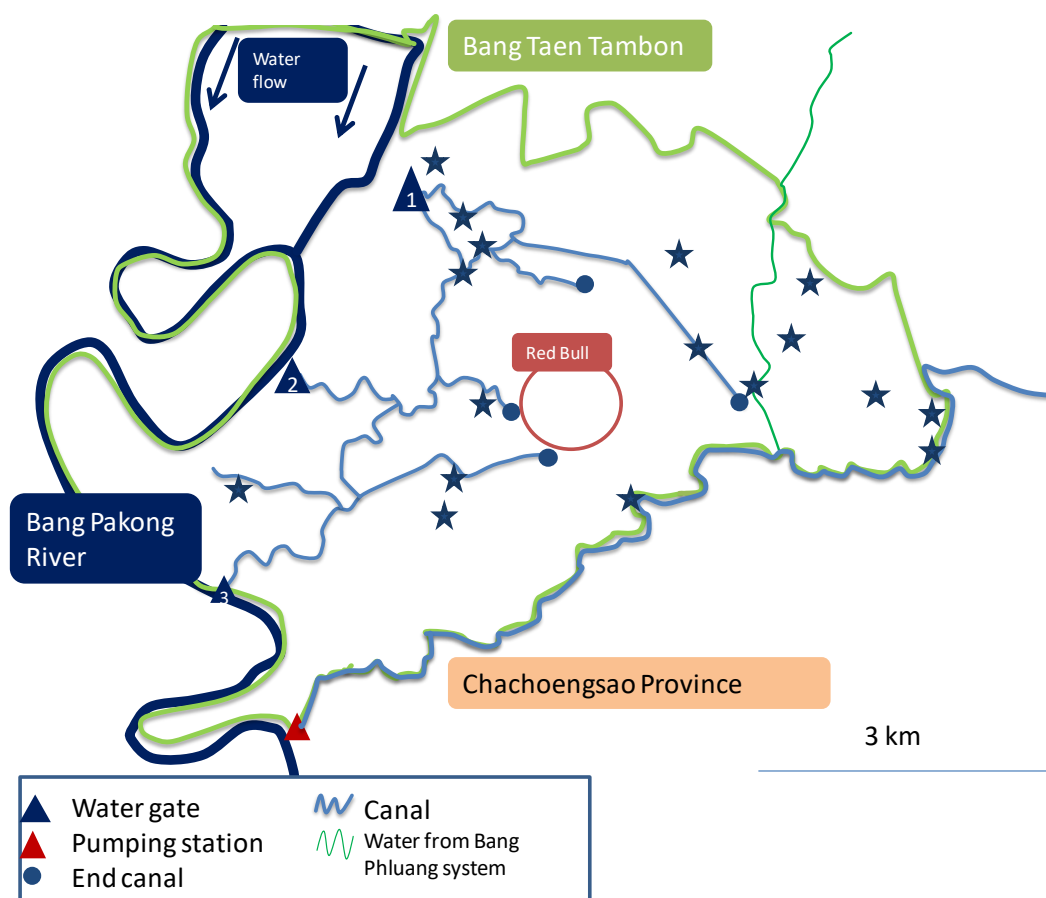 Bang Taen Tambon
Water
flow
1
Red Bull
2
Bang Pakong
River
3
Chachoengsao Province
3 km
Water gate
Pumping station
End canal
Canal
Water from Bang
Phluang system